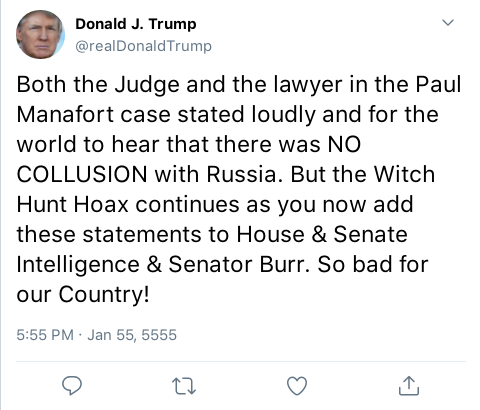 Donald J. Trump
@realDonaldTrump
Both the Judge and the lawyer in the Paul
Manafort case stated loudly and for the
world to hear that there was NO
COLLUSION with Russia. But the Witch
Hunt Hoax continues as you now add
these statements to House & Senate
Intelligence & Senator Burr. So bad for
our Country!
5:55 PM · Jan 55, 5555